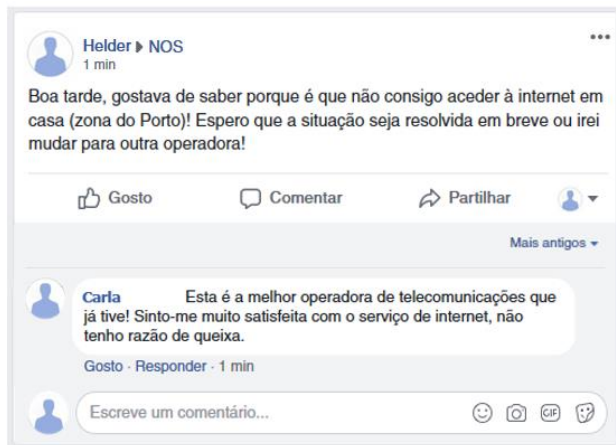 Helder ▶ NOS
1 min
Boa tarde, gostava de saber porque é que não consigo aceder à internet em
casa (zona do Porto)! Espero que a situação seja resolvida em breve ou irei
mudar para outra operadora!
Gosto Comentar Partilhar
Mais antigos
Carla Esta é a melhor operadora de telecomunicações que
já tive! Sinto-me muito satisfeita com o serviço de internet, não
tenho razão de queixa.
Gosto · Responder · 1 min
Escreve um comentário... GIF